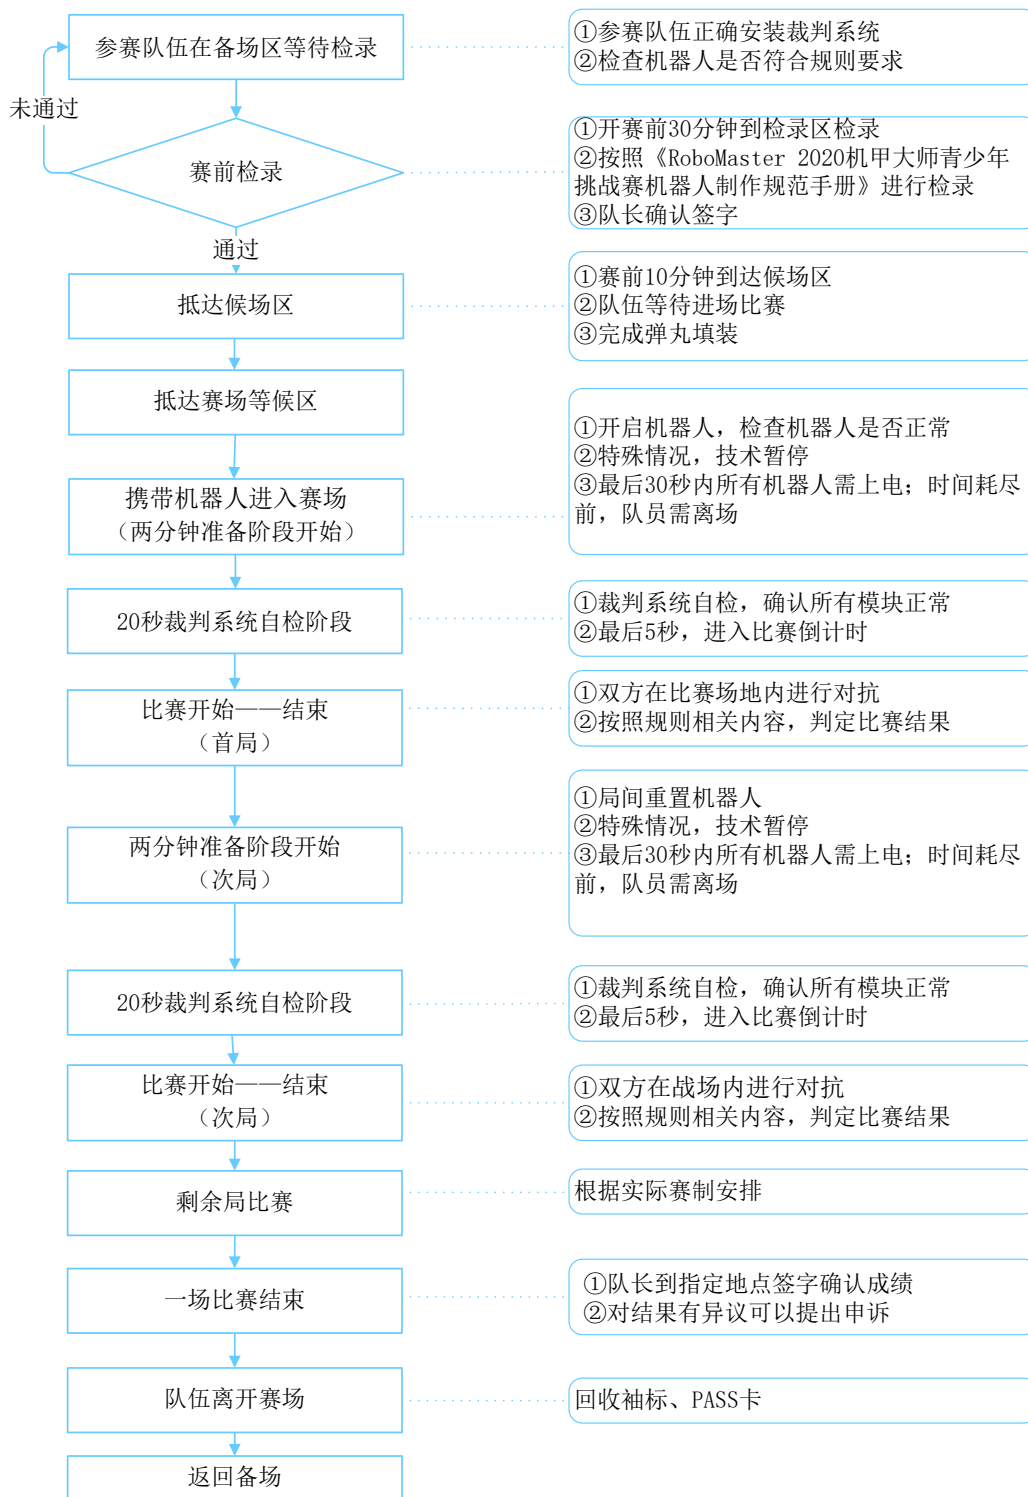 参赛队伍在备场区等待检录
①参赛队伍正确安装裁判系统
②检查机器人是否符合规则要求
未通过
赛前检录
①开赛前30分钟到检录区检录
②按照《RoboMaster 2020机甲大师青少年
挑战赛机器人制作规范手册》进行检录
③队长确认签字
通过
抵达候场区
①赛前10分钟到达候场区
②队伍等待进场比赛
③完成弹丸填装
抵达赛场等候区
携带机器人进入赛场
（两分钟准备阶段开始）
①开启机器人，检查机器人是否正常
②特殊情况，技术暂停
③最后30秒内所有机器人需上电；时间耗尽
前，队员需离场
20秒裁判系统自检阶段
①裁判系统自检，确认所有模块正常
②最后5秒，进入比赛倒计时
比赛开始——结束
（首局）
①双方在比赛场地内进行对抗
②按照规则相关内容，判定比赛结果
两分钟准备阶段开始
（次局）
①局间重置机器人
②特殊情况，技术暂停
③最后30秒内所有机器人需上电；时间耗尽
前，队员需离场
20秒裁判系统自检阶段
①裁判系统自检，确认所有模块正常
②最后5秒，进入比赛倒计时
比赛开始——结束
（次局）
①双方在战场内进行对抗
②按照规则相关内容，判定比赛结果
剩余局比赛
根据实际赛制安排
一场比赛结束
①队长到指定地点签字确认成绩
②对结果有异议可以提出申诉
队伍离开赛场
回收袖标、PASS卡
返回备场